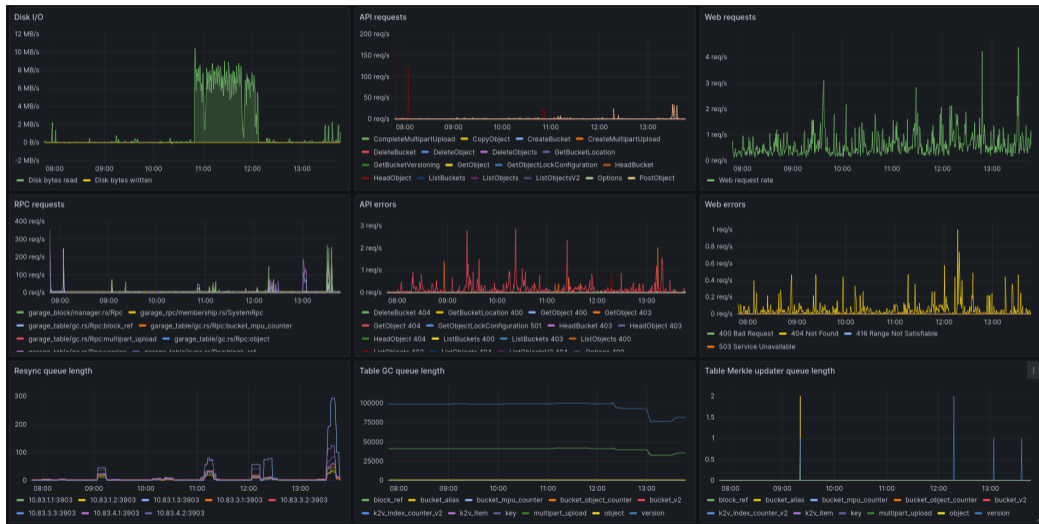 Disk I/O
12 MB/s
10 MB/s
8 MB/s
6 MB/s
4 MB/s
2 MB/s
0 B/s
-2 MB/s
08:00 09:00 10:00 11:00 12:00 13:00
Disk bytes read Disk bytes written
API requests
200 req/s
150 req/s
100 req/s
50 req/s
0 req/s
08:00 09:00 10:00 11:00 12:00 13:00
CompleteMultipartUpload CopyObject CreateBucket CreateMultipartUpload
DeleteBucket DeleteObject DeleteObjects GetBucketLocation
GetBucketVersioning GetObject GetObjectLockConfiguration HeadBucket
HeadObject ListBuckets ListObjects ListObjectsV2 Options PostObject
Web requests
4 req/s
3 req/s
2 req/s
1 req/s
0 req/s
08:00 09:00 10:00 11:00 12:00 13:00
Web request rate
RPC requests
400 req/s
300 req/s
200 req/s
100 req/s
0 req/s
08:00 09:00 10:00 11:00 12:00 13:00
garage_block/manager.rs/Rpc garage_rpc/membership.rs/SystemRpc
garage_table/gc.rs/Rpc:block_ref garage_table/gc.rs/Rpc:bucket_mpu_counter
garage_table/gc.rs/Rpc:multipart_upload garage_table/gc.rs/Rpc:object
garage_table/gc.rs/Rpc:version garage_table/sync.rs/Rpc:block_ref
API errors
3 req/s
2 req/s
1 req/s
0 req/s
08:00 09:00 10:00 11:00 12:00 13:00
DeleteBucket 404 GetBucketLocation 400 GetObject 400 GetObject 403
GetObject 404 GetObjectLockConfiguration 501 HeadBucket 403 HeadObject 403
HeadObject 404 ListBuckets 400 ListBuckets 403 ListObjects 400
ListObjects 403 ListObjects 404 ListObjectsV2 404 Options 400
Web errors
1 req/s
0.8 req/s
0.6 req/s
0.4 req/s
0.2 req/s
0 req/s
08:00 09:00 10:00 11:00 12:00 13:00
400 Bad Request 404 Not Found 416 Range Not Satisfiable
503 Service Unavailable
Resync queue length
300
200
100
0
08:00 09:00 10:00 11:00 12:00 13:00
10.83.1.1:3903 10.83.1.2:3903 10.83.1.3:3903 10.83.3.1:3903 10.83.3.2:3903
10.83.3.3:3903 10.83.4.1:3903 10.83.4.2:3903
Table GC queue length
100000
75000
50000
25000
0
08:00 09:00 10:00 11:00 12:00 13:00
block_ref bucket_alias bucket_mpu_counter bucket_object_counter bucket_v2
k2v_index_counter_v2 k2v_item key multipart_upload object version
Table Merkle updater queue length
2
1.5
1
0.5
0
08:00 09:00 10:00 11:00 12:00 13:00
block_ref bucket_alias bucket_mpu_counter bucket_object_counter bucket_v2
k2v_index_counter_v2 k2v_item key multipart_upload object version